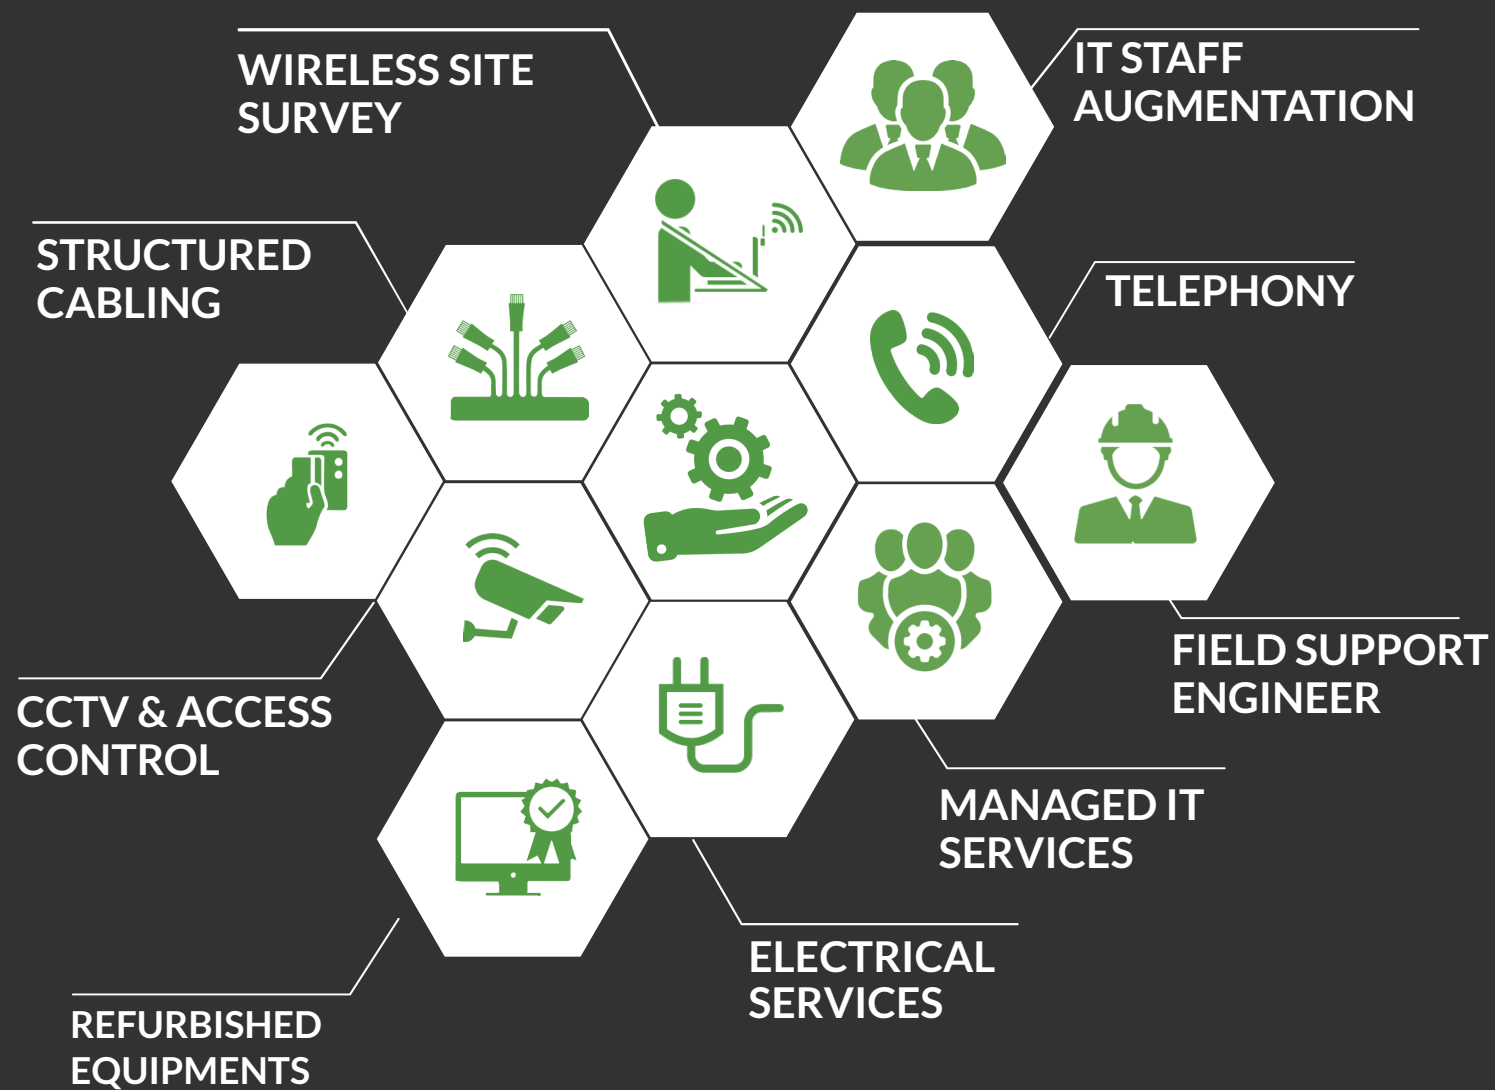 WIRELESS SITE
SURVEY
IT STAFF
AUGMENTATION
STRUCTURED
CABLING
TELEPHONY
FIELD SUPPORT
ENGINEER
CCTV & ACCESS
CONTROL
MANAGED IT
SERVICES
ELECTRICAL
SERVICES
REFURBISHED
EQUIPMENTS